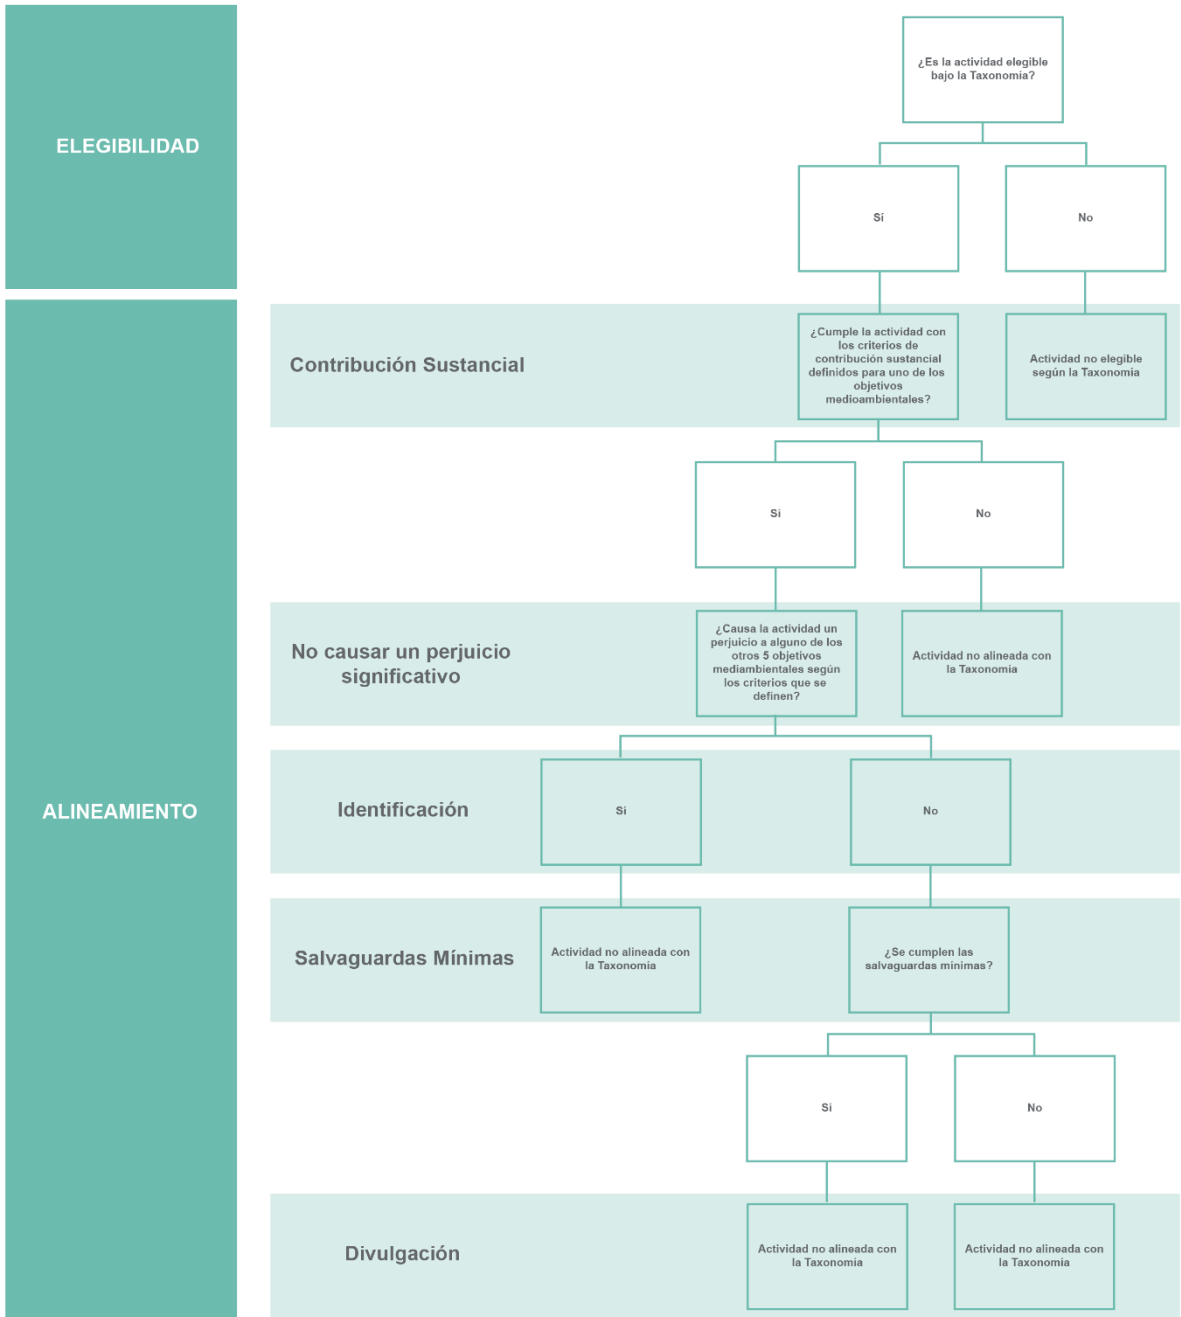 ELEGIBILIDAD
¿Es la actividad elegible
bajo la Taxonomía?
Sí
No
ALINEAMIENTO
Contribución Sustancial
¿Cumple la actividad con
los criterios de
contribución sustancial
definidos para uno de los
objetivos
medioambientales?
Actividad no elegible
según la Taxonomía
Sí
No
No causar un perjuicio
significativo
¿Causa la actividad un
perjuicio a alguno de los
otros 5 objetivos
mediambientales según
los criterios que se
definen?
Actividad no alineada con
la Taxonomía
Identificación
Sí
No
Salvaguardas Mínimas
Actividad no alineada con
la Taxonomía
¿Se cumplen las
salvaguardas mínimas?
Sí
No
Divulgación
Actividad no alineada con
la Taxonomía
Actividad no alineada con
la Taxonomía